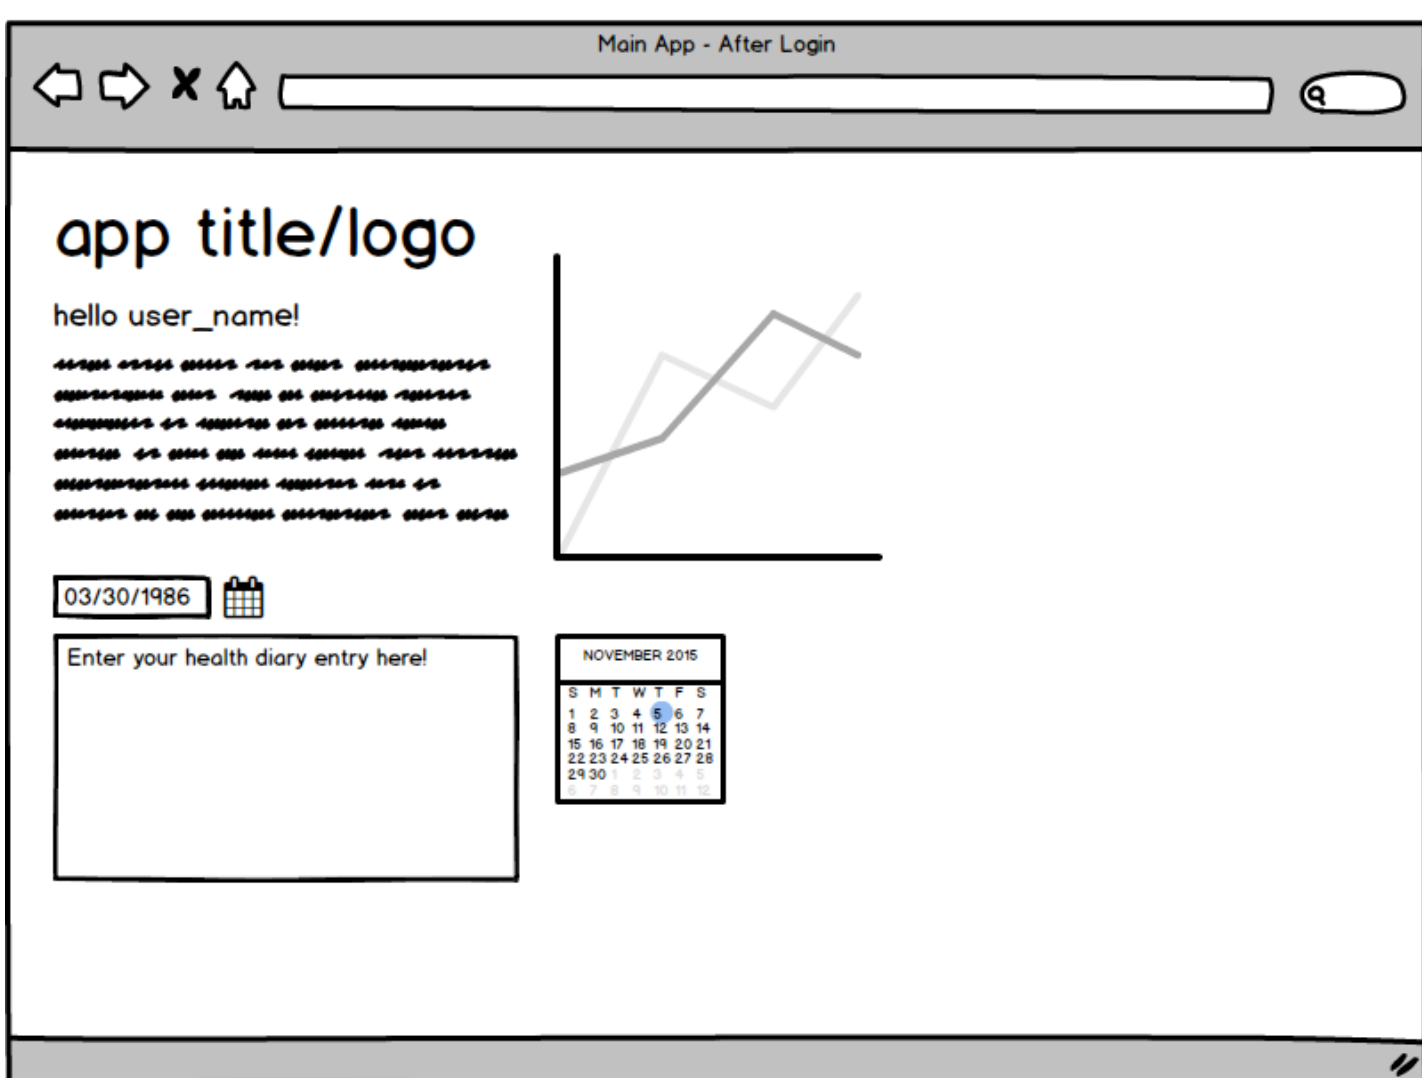 Main App - After Login
app title/logo
hello user_name!
03/30/1986
Enter your health diary entry here!
NOVEMBER 2015
S M T W T F S
1 2 3 4 5 6 7
8 9 10 11 12 13 14
15 16 17 18 19 20 21
22 23 24 25 26 27 28
29 30 1 2 3 4 5
6 7 8 9 10 11 12